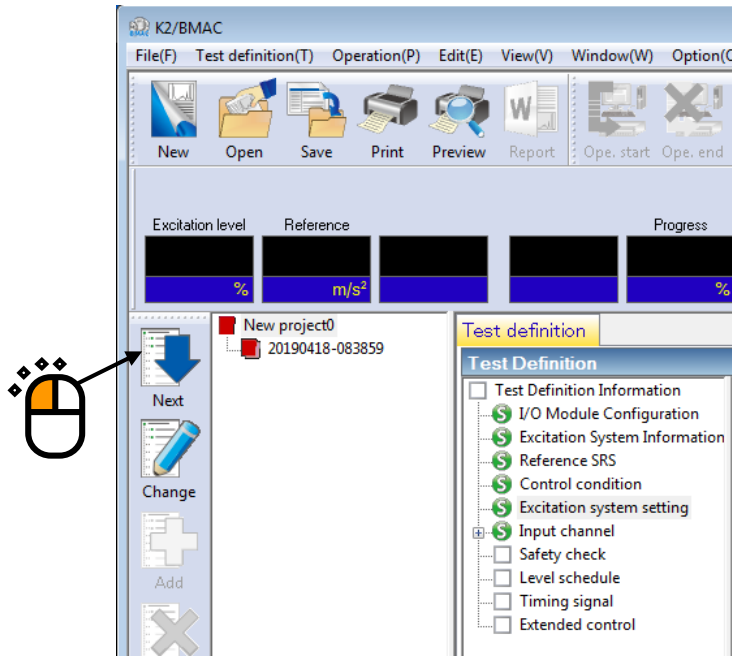 K2/BMAC
File(F) Test definition(T) Operation(P) Edit(E) View(V) Window(W) Option(O
New Open Save Print Preview Report Ope. start Ope. end
Excitation level Reference Progress
% m/s² %
Next
Change
Add
New project0
20190418-083859
Test definition
Test Definition
Test Definition Information
I/O Module Configuration
Excitation System Information
Reference SRS
Control condition
Excitation system setting
Input channel
Safety check
Level schedule
Timing signal
Extended control